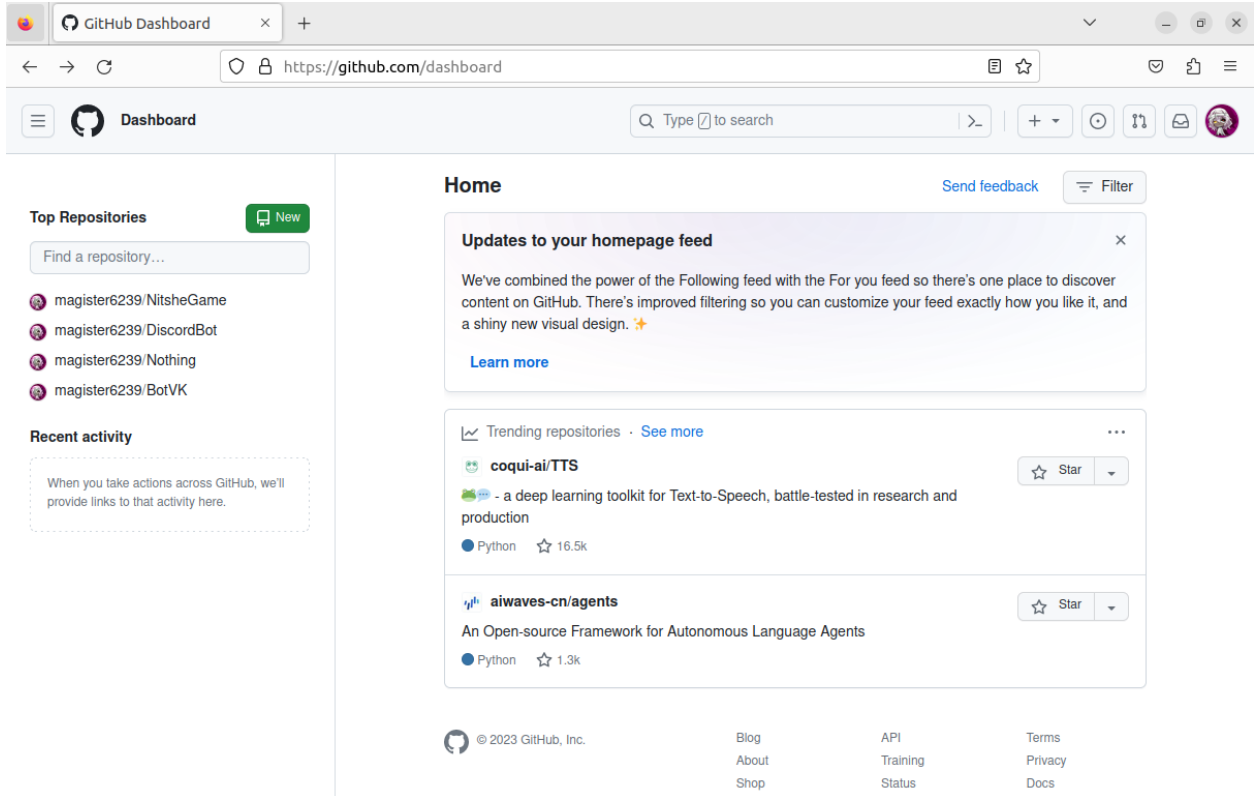 GitHub Dashboard
https://github.com/dashboard
Dashboard
Type / to search
Top Repositories
New
Find a repository…
magister6239/NitsheGame
magister6239/DiscordBot
magister6239/Nothing
magister6239/BotVK
Recent activity
When you take actions across GitHub, we'll
provide links to that activity here.
Home
Send feedback
Filter
Updates to your homepage feed
We've combined the power of the Following feed with the For you feed so there's one place to discover
content on GitHub. There's improved filtering so you can customize your feed exactly how you like it, and
a shiny new visual design. ✨
Learn more
Trending repositories · See more
coqui-ai/TTS
Star
🐸💬 - a deep learning toolkit for Text-to-Speech, battle-tested in research and
production
Python 16.5k
aiwaves-cn/agents
Star
An Open-source Framework for Autonomous Language Agents
Python 1.3k
© 2023 GitHub, Inc.
Blog API Terms
About Training Privacy
Shop Status Docs